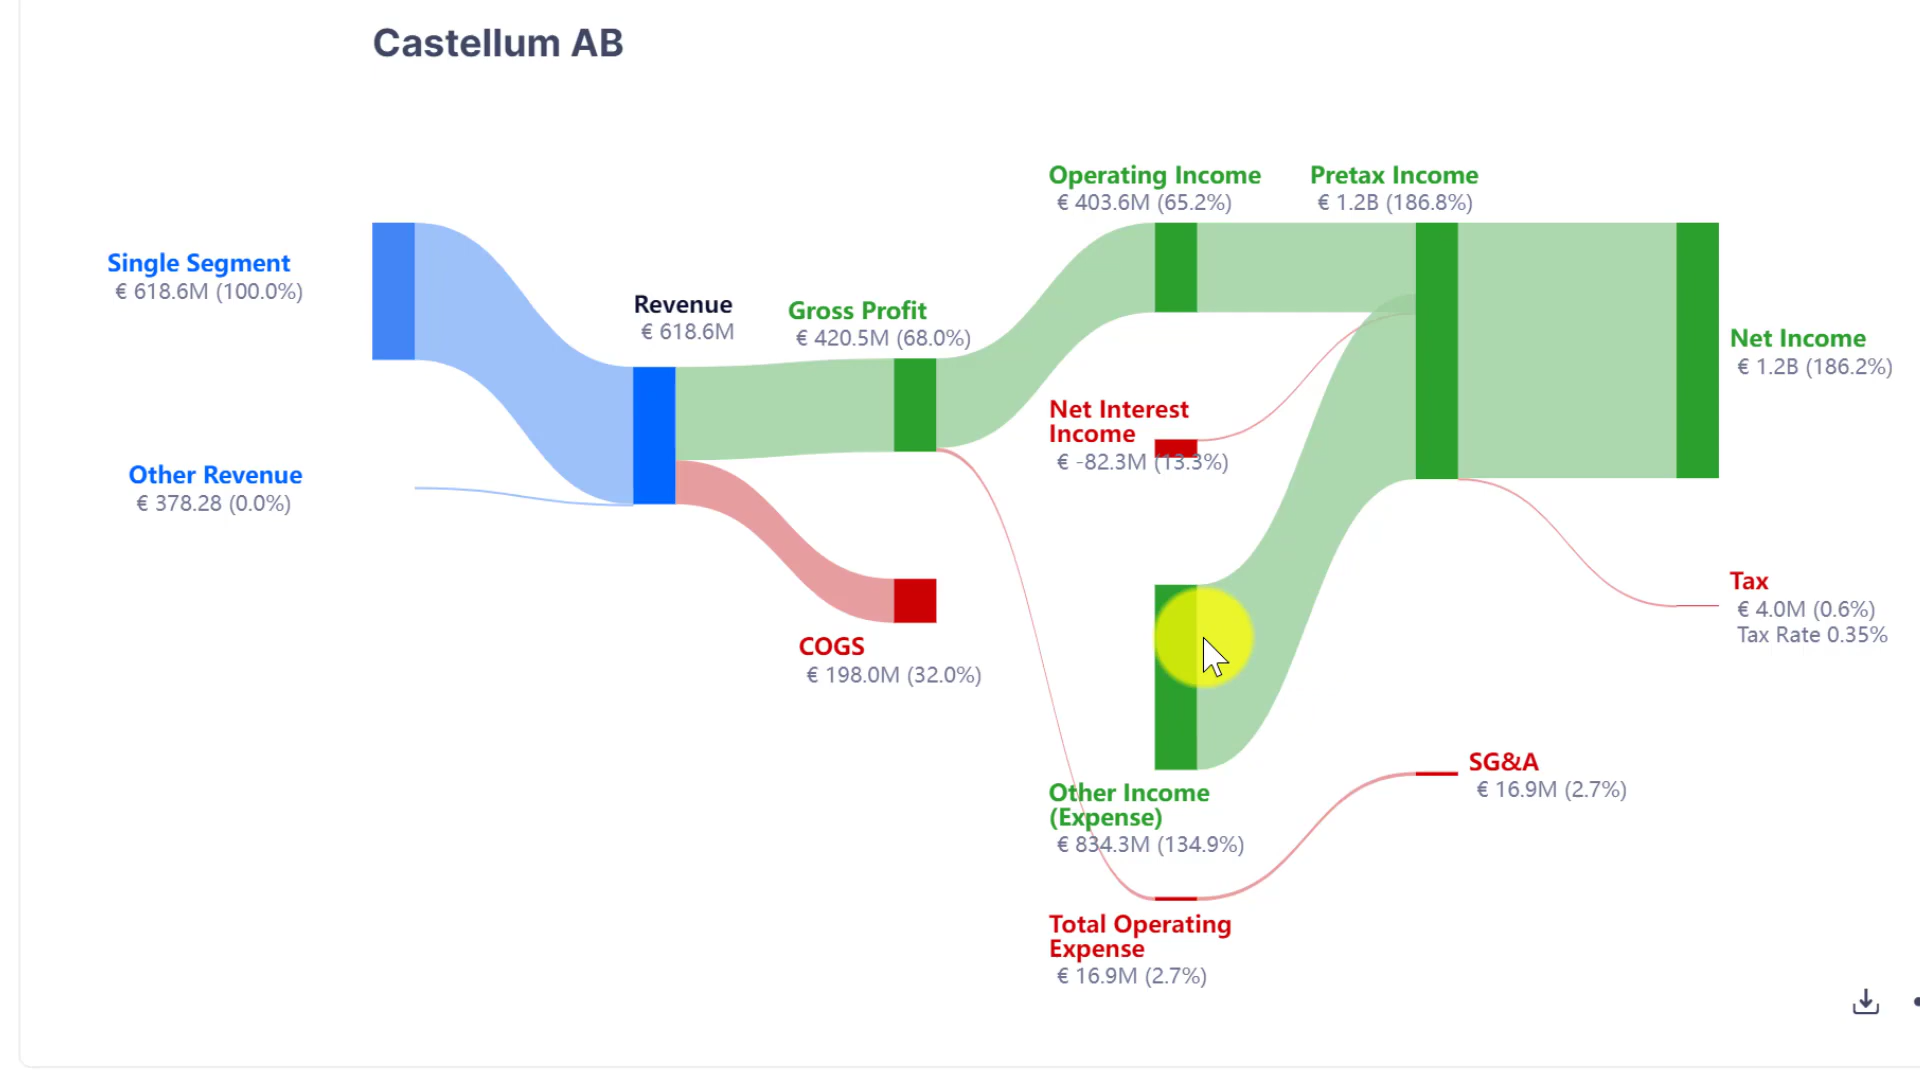 Castellum AB
Operating Income
€ 403.6M (65.2%)
Pretax Income
€ 1.2B (186.8%)
Single Segment
€ 618.6M (100.0%)
Revenue
€ 618.6M
Gross Profit
€ 420.5M (68.0%)
Net Income
€ 1.2B (186.2%)
Net Interest
Income
€ -82.3M (13.3%)
Other Revenue
€ 378.28 (0.0%)
Tax
€ 4.0M (0.6%)
Tax Rate 0.35%
COGS
€ 198.0M (32.0%)
SG&A
€ 16.9M (2.7%)
Other Income
(Expense)
€ 834.3M (134.9%)
Total Operating
Expense
€ 16.9M (2.7%)